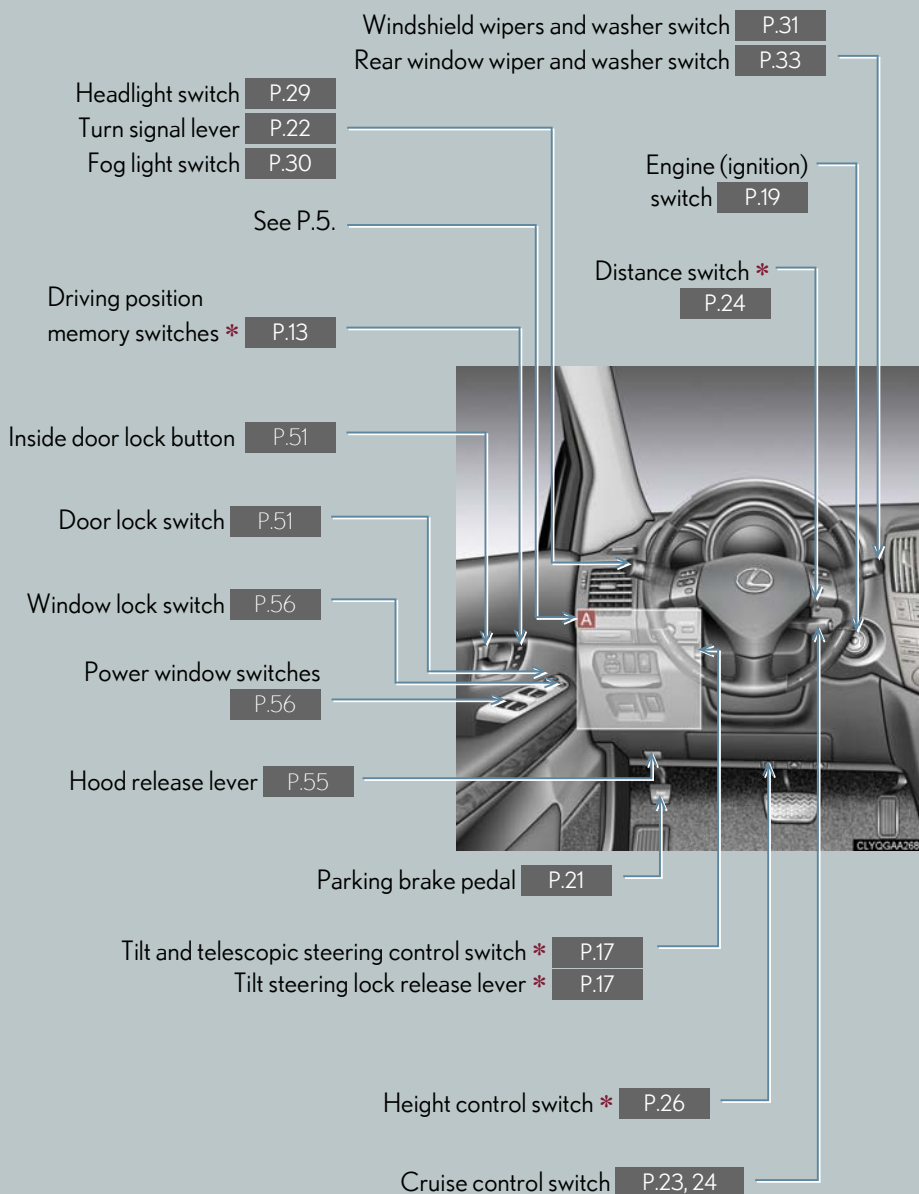 Windshield wipers and washer switch P.31
Rear window wiper and washer switch P.33
Headlight switch P.29
Turn signal lever P.22
Fog light switch P.30
Engine (ignition)
switch P.19
See P.5.
Distance switch *
P.24
Driving position
memory switches * P.13
Inside door lock button P.51
Door lock switch P.51
Window lock switch P.56
A
Power window switches
P.56
Hood release lever P.55
CLYQGAA268
Parking brake pedal P.21
Tilt and telescopic steering control switch * P.17
Tilt steering lock release lever * P.17
Height control switch * P.26
Cruise control switch P.23, 24